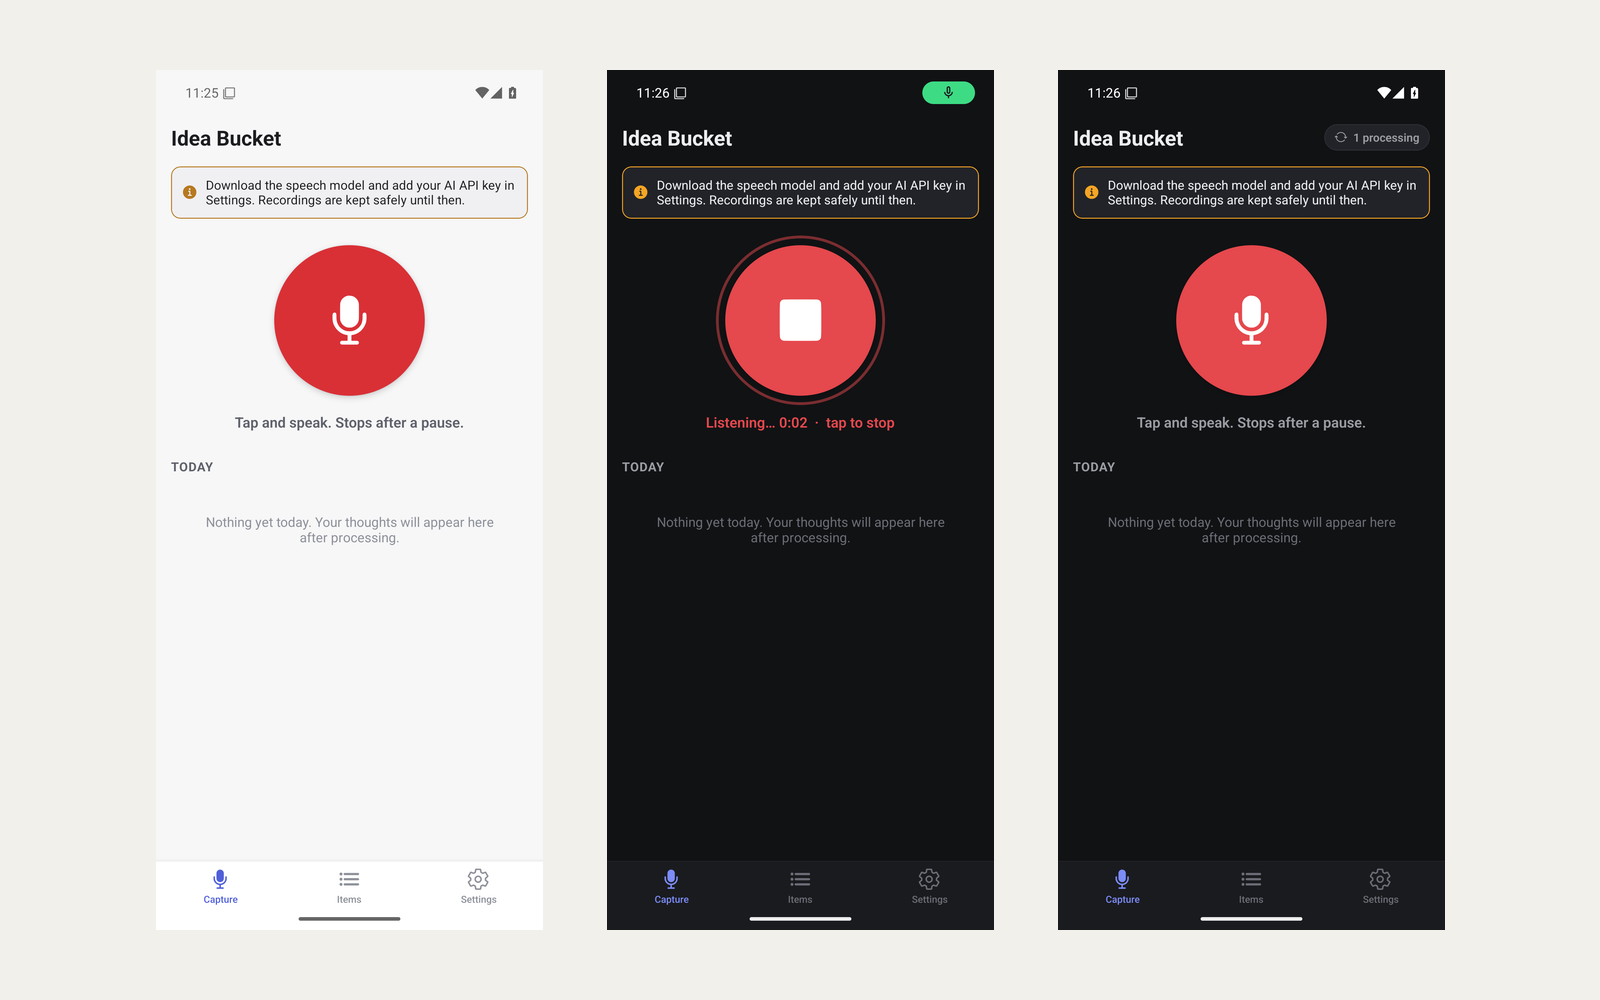 11:25
Idea Bucket
Download the speech model and add your AI API key in
Settings. Recordings are kept safely until then.
Tap and speak. Stops after a pause.
TODAY
Nothing yet today. Your thoughts will appear here
after processing.
Capture
Items
Settings
11:26
Idea Bucket
Download the speech model and add your AI API key in
Settings. Recordings are kept safely until then.
Listening... 0:02 · tap to stop
TODAY
Nothing yet today. Your thoughts will appear here
after processing.
Capture
Items
Settings
11:26
Idea Bucket
1 processing
Download the speech model and add your AI API key in
Settings. Recordings are kept safely until then.
Tap and speak. Stops after a pause.
TODAY
Nothing yet today. Your thoughts will appear here
after processing.
Capture
Items
Settings